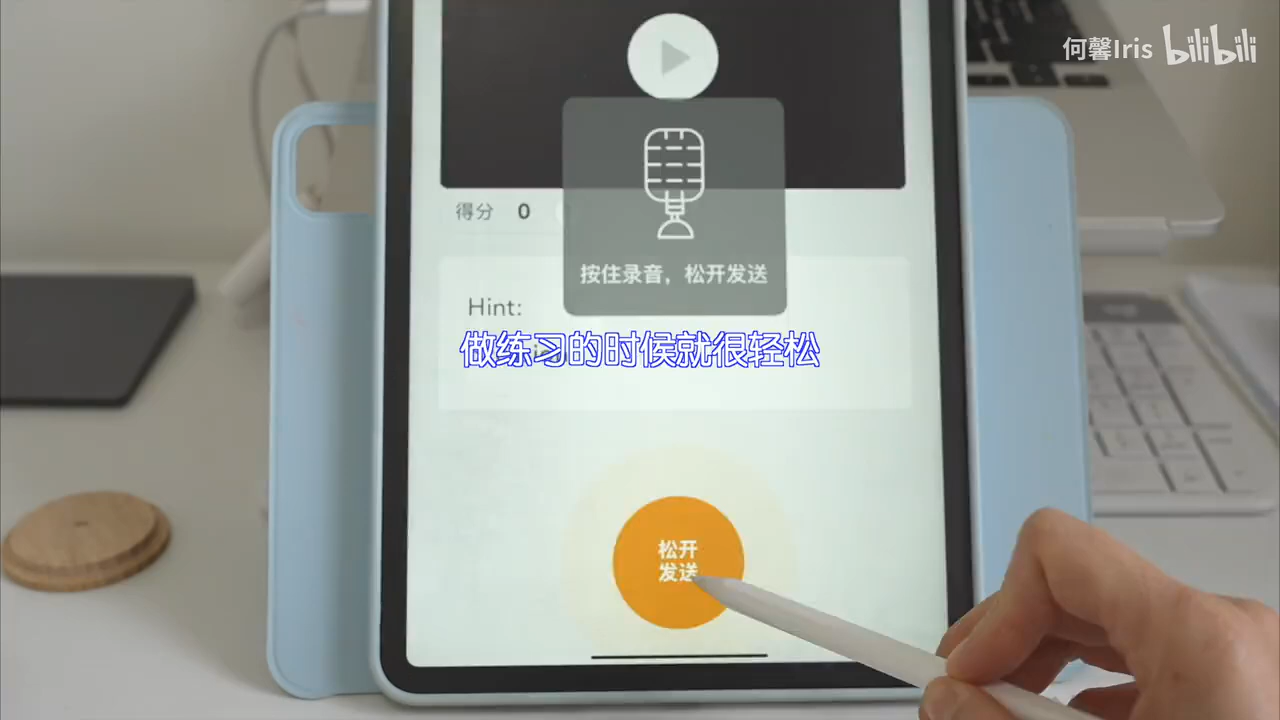 何馨Iris bilibili
得分 0
按住录音，松开发送
Hint:
做练习的时候就很轻松
松开
发送